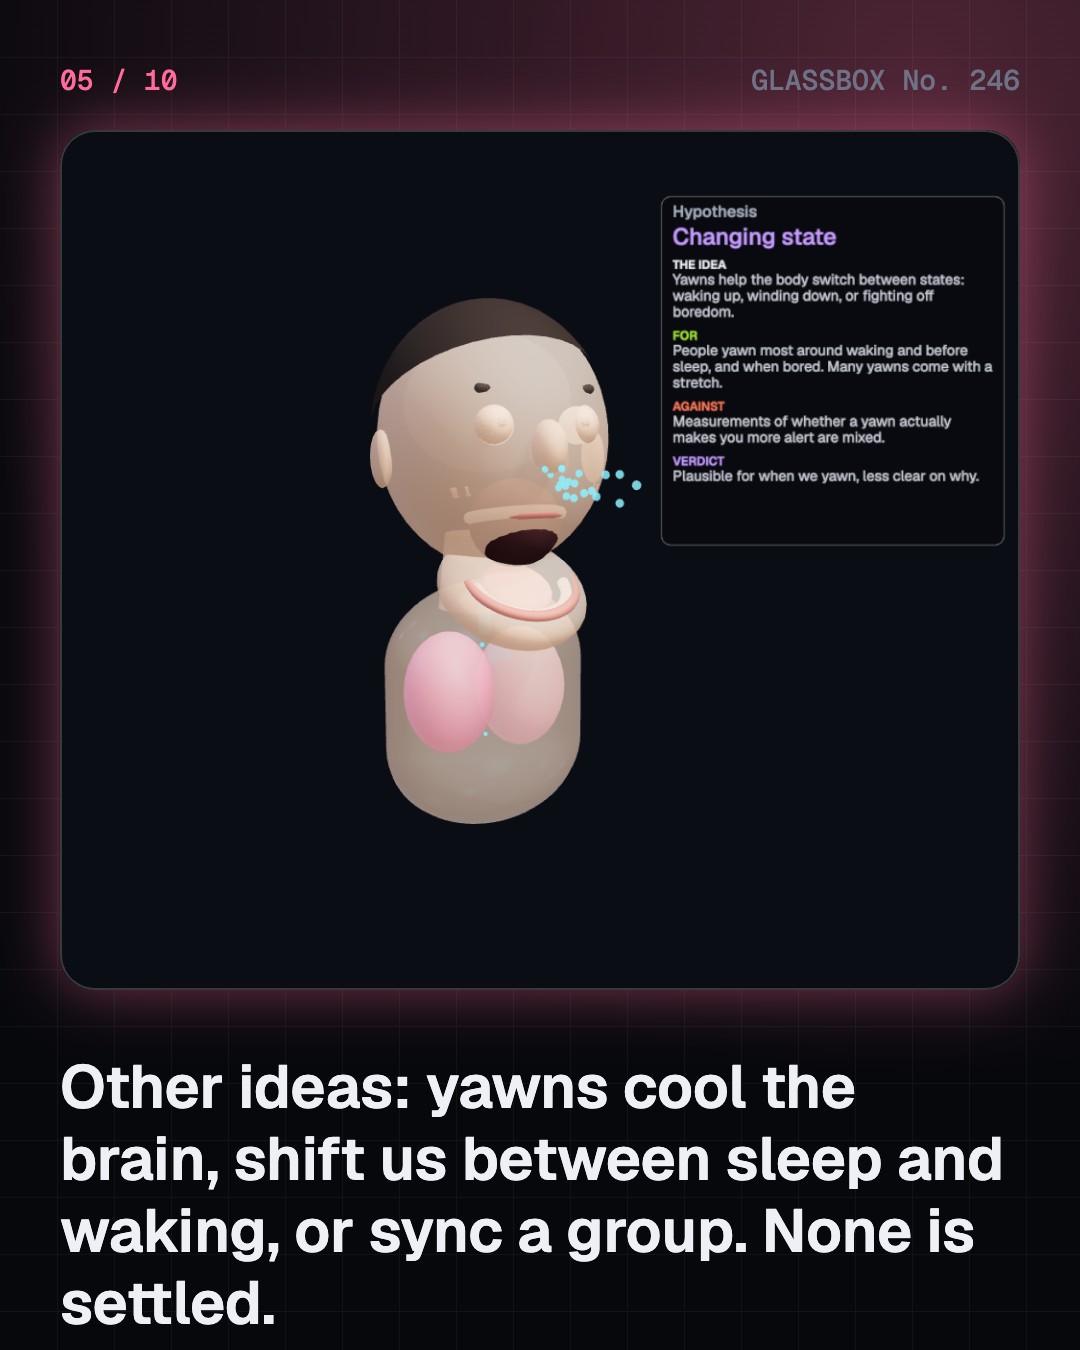 05 / 10
GLASSBOX No. 246
Hypothesis
Changing state
THE IDEA
Yawns help the body switch between states:
waking up, winding down, or fighting off
boredom.
FOR
People yawn most around waking and before
sleep, and when bored. Many yawns come with a
stretch.
AGAINST
Measurements of whether a yawn actually
makes you more alert are mixed.
VERDICT
Plausible for when we yawn, less clear on why.
Other ideas: yawns cool the
brain, shift us between sleep and
waking, or sync a group. None is
settled.